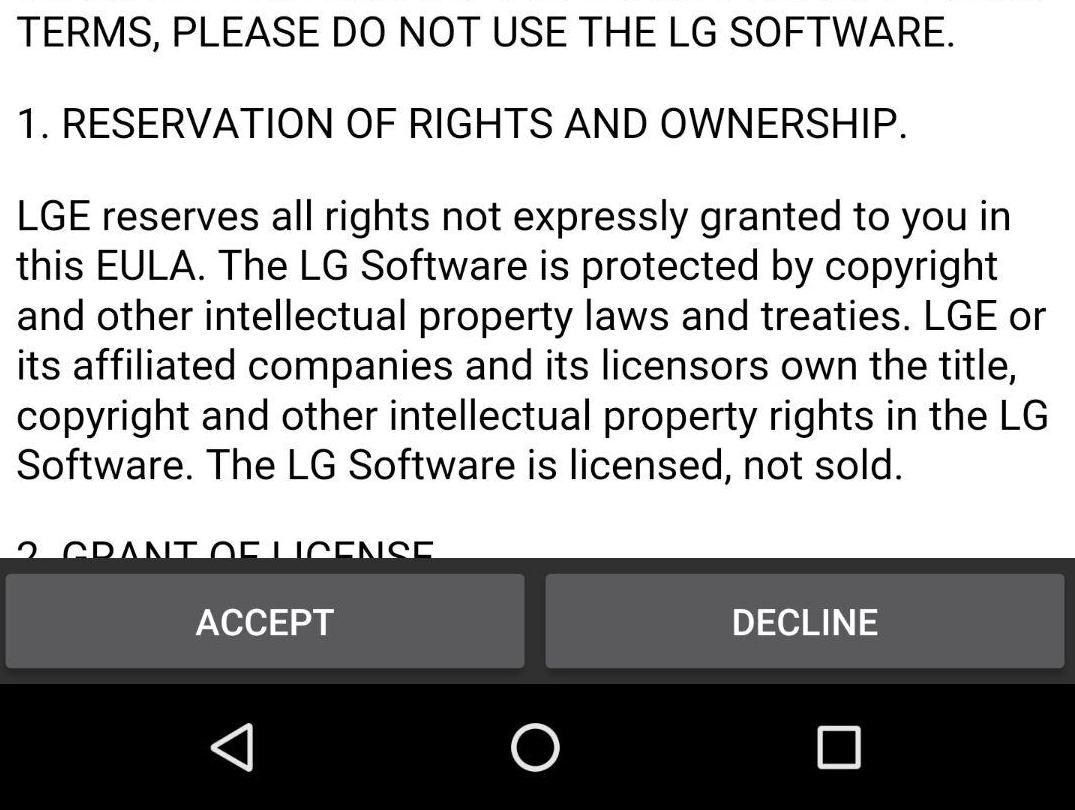 TERMS, PLEASE DO NOT USE THE LG SOFTWARE.
1. RESERVATION OF RIGHTS AND OWNERSHIP.
LGE reserves all rights not expressly granted to you in
this EULA. The LG Software is protected by copyright
and other intellectual property laws and treaties. LGE or
its affiliated companies and its licensors own the title,
copyright and other intellectual property rights in the LG
Software. The LG Software is licensed, not sold.
2. GRANT OF LICENSE
ACCEPT
DECLINE